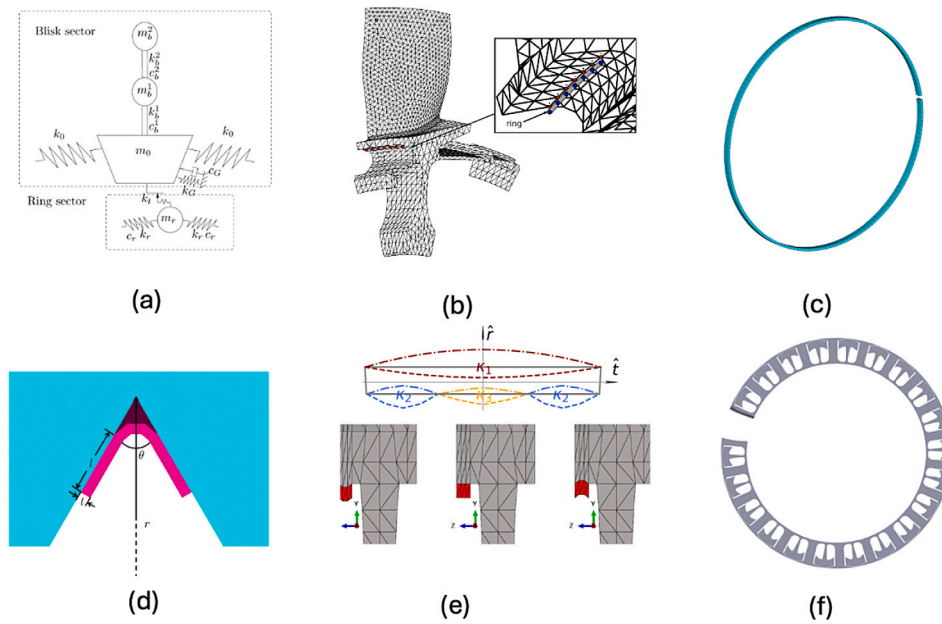 Blisk sector
m_b^2
k_b^2
c_b^2
m_b^1
k_b^1
c_b^1
k_0
k_θ
m_0
c_G
k_G
k_t
Ring sector
m_r
c_r k_r
k_r c_r
(a)
ring
(b)
(c)
l
θ
r
(d)
r̂
κ_1
t̂
κ_2 κ_3 κ_2
Y
Z
Y
Z
Y
Z
(e)
(f)